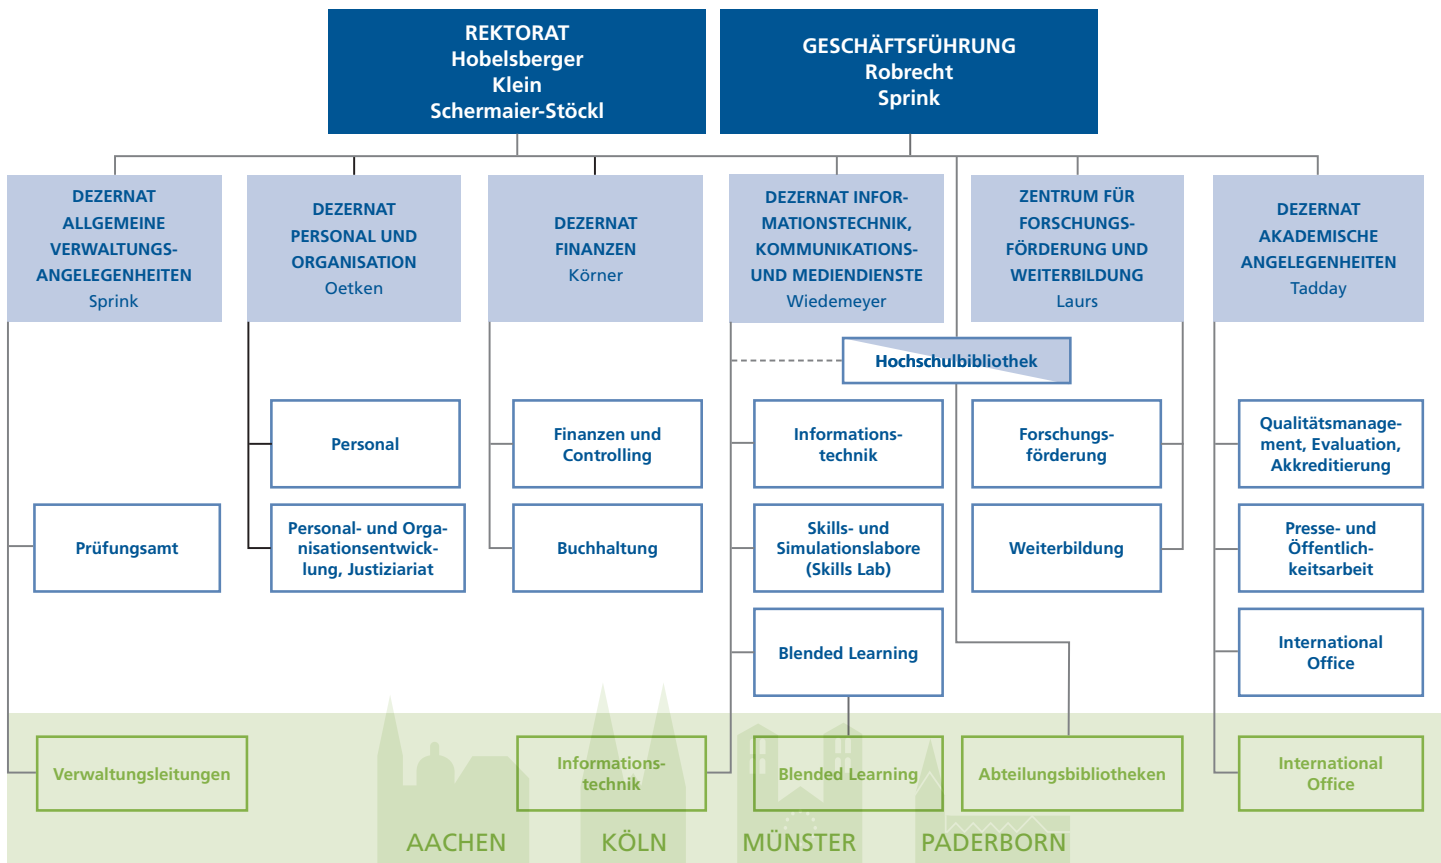 REKTORAT
Hobelsberger
Klein
Schermaier-Stöckl
GESCHÄFTSFÜHRUNG
Robrecht
Sprink
DEZERNAT
ALLGEMEINE
VERWALTUNGS-
ANGELEGENHEITEN
Sprink
DEZERNAT
PERSONAL UND
ORGANISATION
Oetken
DEZERNAT
FINANZEN
Körner
DEZERNAT INFOR-
MATIONSTECHNIK,
KOMMUNIKATIONS-
UND MEDIENDIENSTE
Wiedemeyer
ZENTRUM FÜR
FORSCHUNGS-
FÖRDERUNG UND
WEITERBILDUNG
Laurs
DEZERNAT
AKADEMISCHE
ANGELEGENHEITEN
Tadday
Hochschulbibliothek
Personal
Finanzen und
Controlling
Informations-
technik
Forschungs-
förderung
Qualitätsmanage-
ment, Evaluation,
Akkreditierung
Prüfungsamt
Personal- und Orga-
nisationsentwick-
lung, Justiziariat
Buchhaltung
Skills- und
Simulationslabore
(Skills Lab)
Weiterbildung
Presse- und
Öffentlich-
keitsarbeit
Blended Learning
International
Office
Verwaltungsleitungen
Informations-
technik
Blended Learning
Abteilungsbibliotheken
International
Office
AACHEN
KÖLN
MÜNSTER
PADERBORN